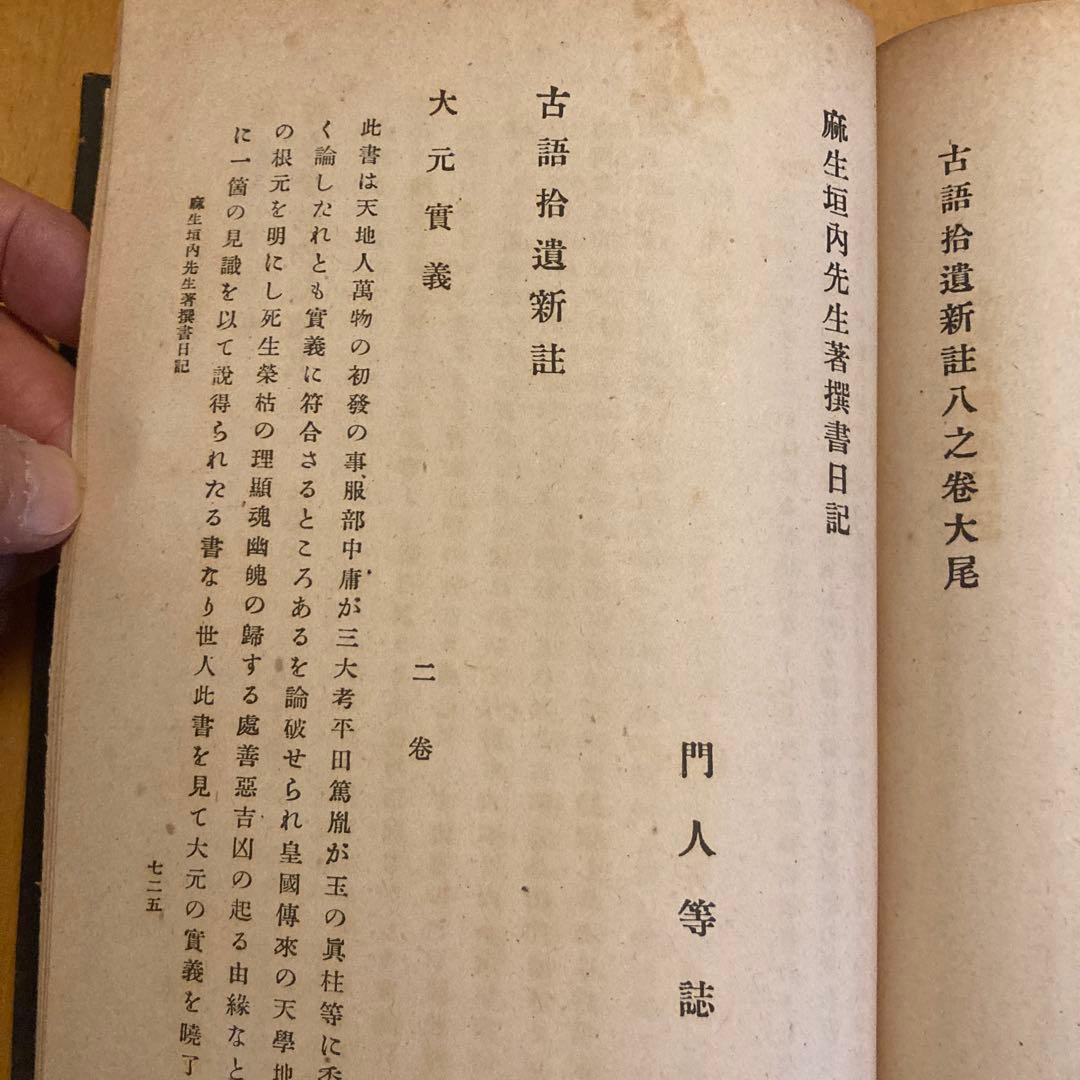 古語拾遺新註八之卷大尾
麻生垣內先生著撰書日記
門人等誌
古語拾遺新註
大元實義
二卷
此書は天地人萬物の初發の事、服部中庸が三大考平田篤胤が玉の眞柱等に
く論したれとも實義に符合さるところあるを論破せられ皇國傳來の天學地
の根元を明にし死生榮枯の理顯魂幽魄の歸する處善惡吉凶の起る由緣なと
に一箇の見識を以て說得られたる書なり世人此書を見て大元の實義を曉了
麻生垣內先生著撰書日記
七二五